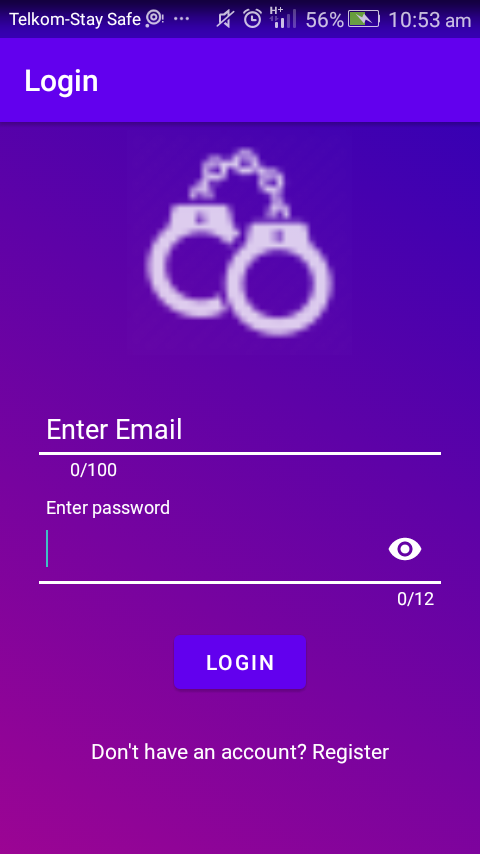 Telkom-Stay Safe ... H+ 56% 10:53 am
Login
Enter Email
0/100
Enter password
0/12
LOGIN
Don't have an account? Register